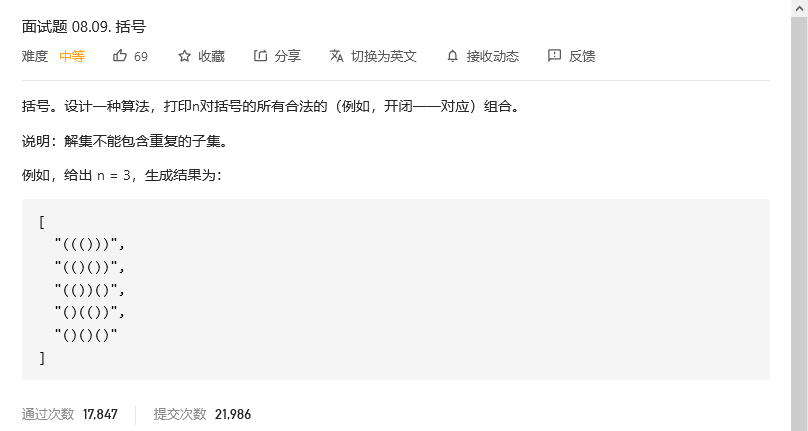 面试题 08.09. 括号
难度 中等 69 收藏 分享 切换为英文 接收动态 反馈
括号。设计一种算法，打印n对括号的所有合法的（例如，开闭一一对应）组合。
说明：解集不能包含重复的子集。
例如，给出 n = 3，生成结果为：
[
"((()))",
"(()())",
"(())()",
"()(())",
"()()()"
]
通过次数 17,847 提交次数 21,986